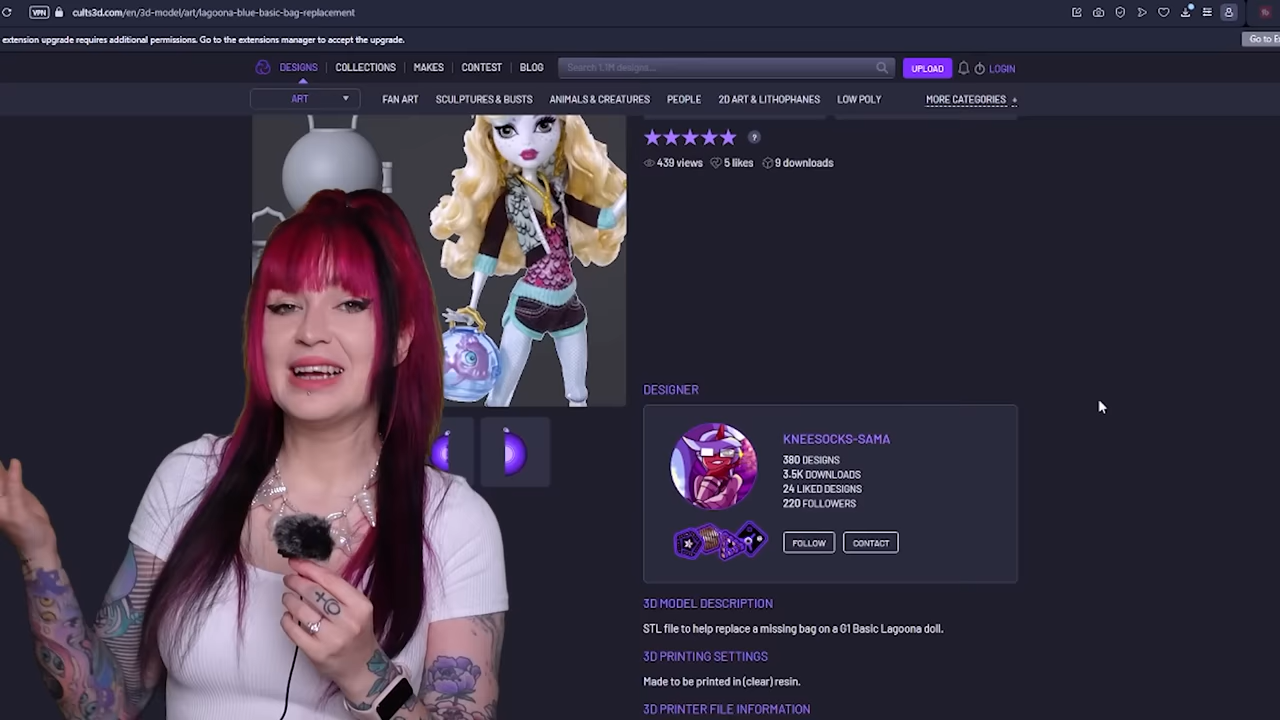 VPN
cults3d.com/en/3d-model/art/lagoona-blue-basic-bag-replacement
extension upgrade requires additional permissions. Go to the extensions manager to accept the upgrade.
Go to
DESIGNS
COLLECTIONS
MAKES
CONTEST
BLOG
Search 1.1M designs...
UPLOAD
LOGIN
ART
FAN ART
SCULPTURES & BUSTS
ANIMALS & CREATURES
PEOPLE
2D ART & LITHOPHANES
LOW POLY
MORE CATEGORIES +
?
439 views
5 likes
9 downloads
DESIGNER
KNEESOCKS-SAMA
380 DESIGNS
3.5K DOWNLOADS
24 LIKED DESIGNS
220 FOLLOWERS
FOLLOW
CONTACT
3D MODEL DESCRIPTION
STL file to help replace a missing bag on a G1 Basic Lagoona doll.
3D PRINTING SETTINGS
Made to be printed in (clear) resin.
3D PRINTER FILE INFORMATION